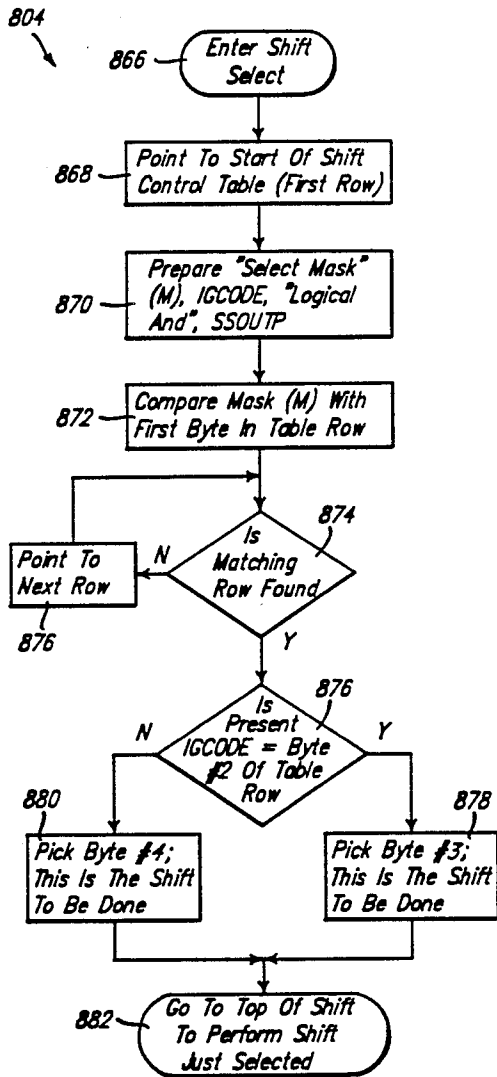 804
866
Enter Shift
Select
868
Point To Start Of Shift
Control Table (First Row)
870
Prepare "Select Mask"
(M), IGCODE, "Logical
And", SSOUTP
872
Compare Mask (M) With
First Byte In Table Row
874
Is
Matching
Row Found
N
Point To
Next Row
876
Y
876
Is
Present
IGCODE = Byte
#2 Of Table
Row
N
Y
880
Pick Byte #4;
This Is The Shift
To Be Done
878
Pick Byte #3;
This Is The Shift
To Be Done
882
Go To Top Of Shift
To Perform Shift
Just Selected